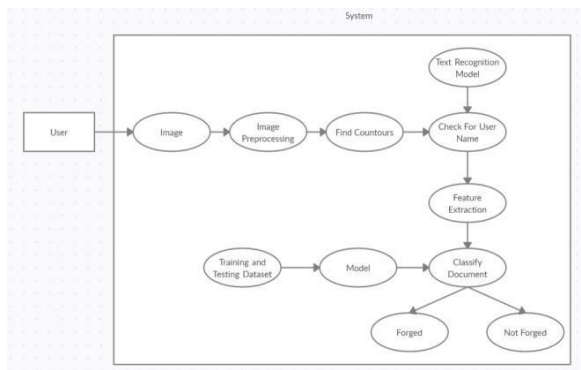 System
Text Recognition
Model
User
Image
Image
Preprocessing
Find Countours
Check For User
Name
Feature
Extraction
Training and
Testing Dataset
Model
Classify
Document
Forged
Not Forged